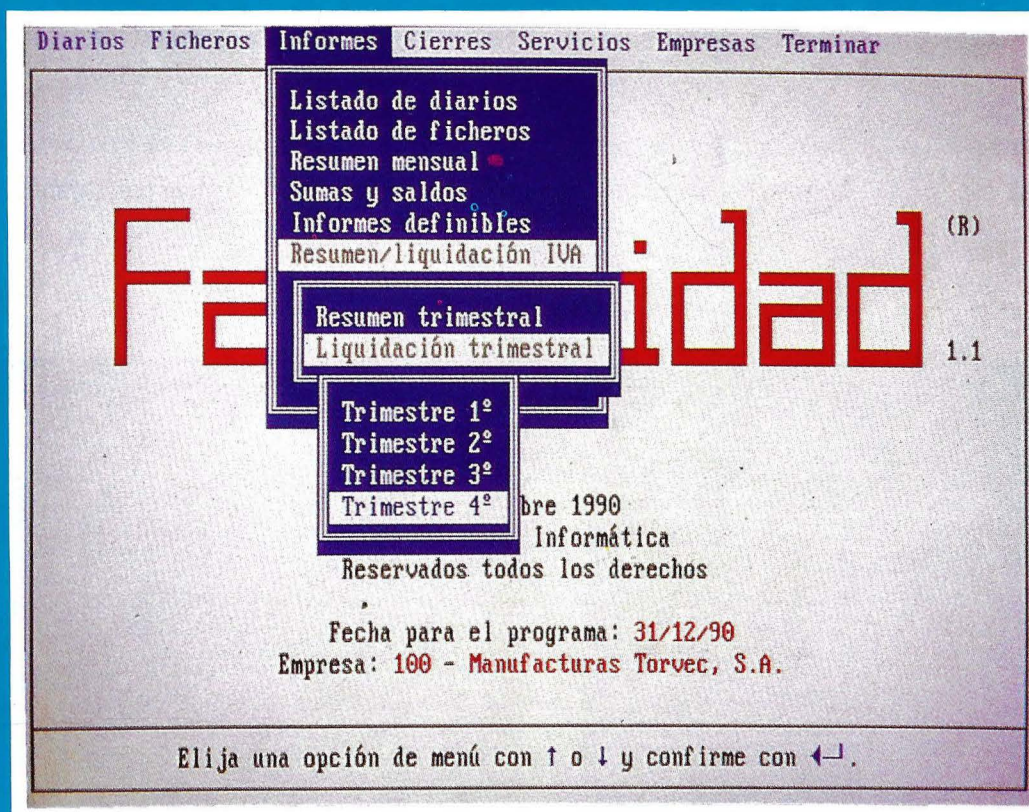 Diarios Ficheros Informes Cierres Servicios Empresas Terminar
Listado de diarios
Listado de ficheros
Resumen mensual
Sumas y saldos
Informes definibles
Resumen/liquidación IVA
Resumen trimestral
Liquidación trimestral
Trimestre 1º
Trimestre 2º
Trimestre 3º
Trimestre 4º
(R)
1.1
bre 1990
Informática
Reservados todos los derechos
Fecha para el programa: 31/12/90
Empresa: 100 - Manufacturas Torvec, S.A.
Elija una opción de menú con ↑ o ↓ y confirme con ◄┘.